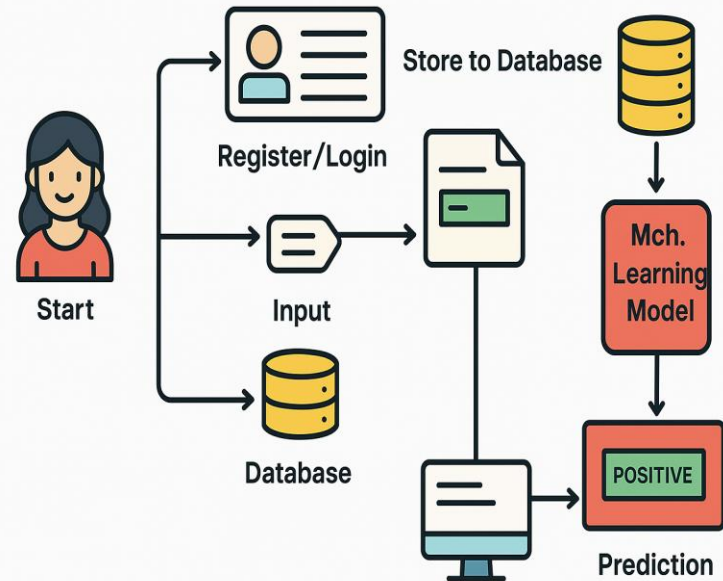 Store to Database
Register/Login
Start
Input
Database
Mch.
Learning
Model
POSITIVE
Prediction